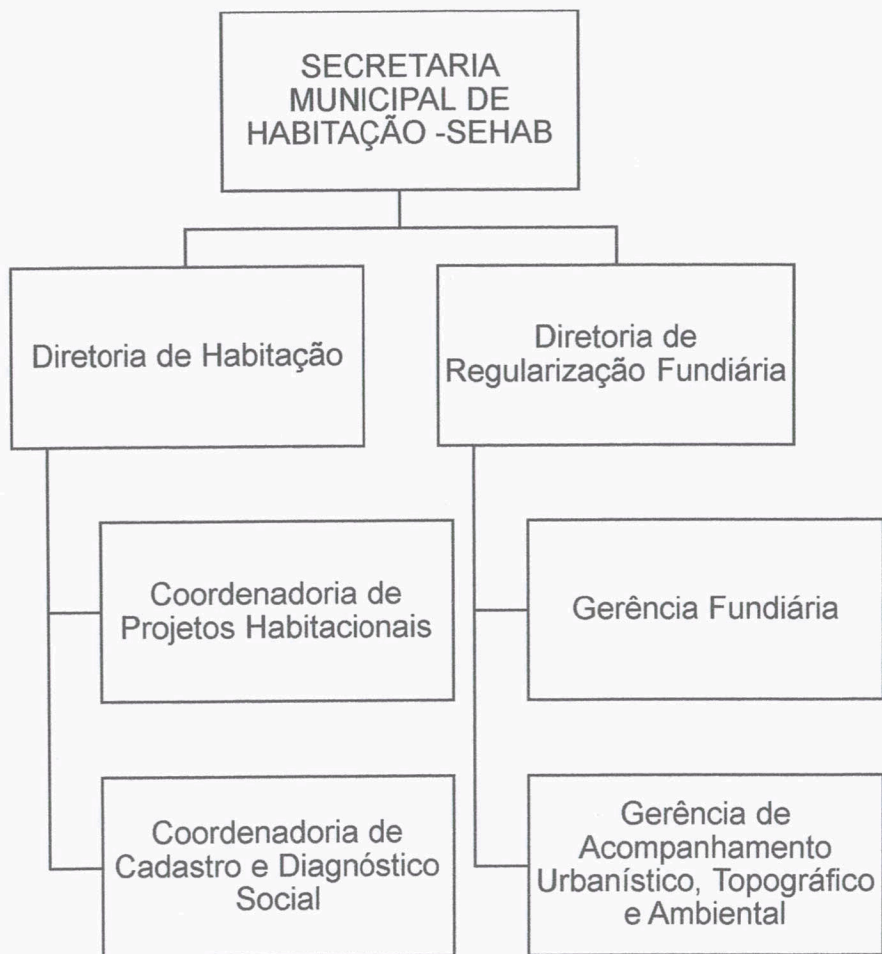 SECRETARIA
MUNICIPAL DE
HABITAÇÃO -SEHAB
Diretoria de Habitação
Diretoria de
Regularização Fundiária
Coordenadoria de
Projetos Habitacionais
Gerência Fundiária
Coordenadoria de
Cadastro e Diagnóstico
Social
Gerência de
Acompanhamento
Urbanístico, Topográfico
e Ambiental